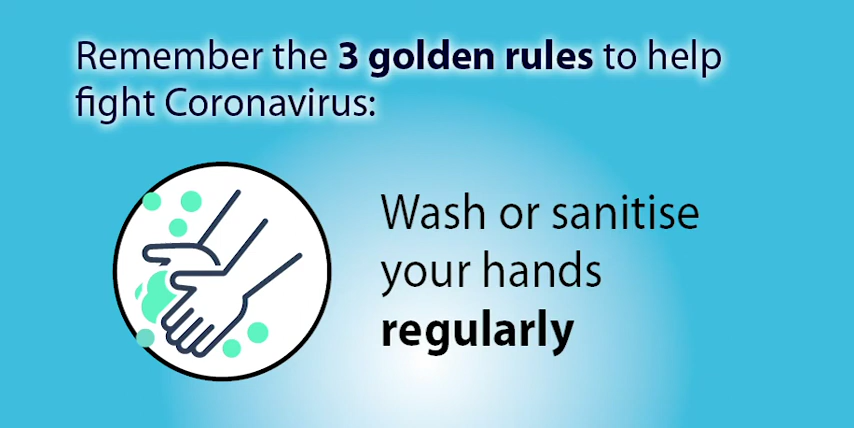 Remember the 3 golden rules to help
fight Coronavirus:
Wash or sanitise
your hands
regularly